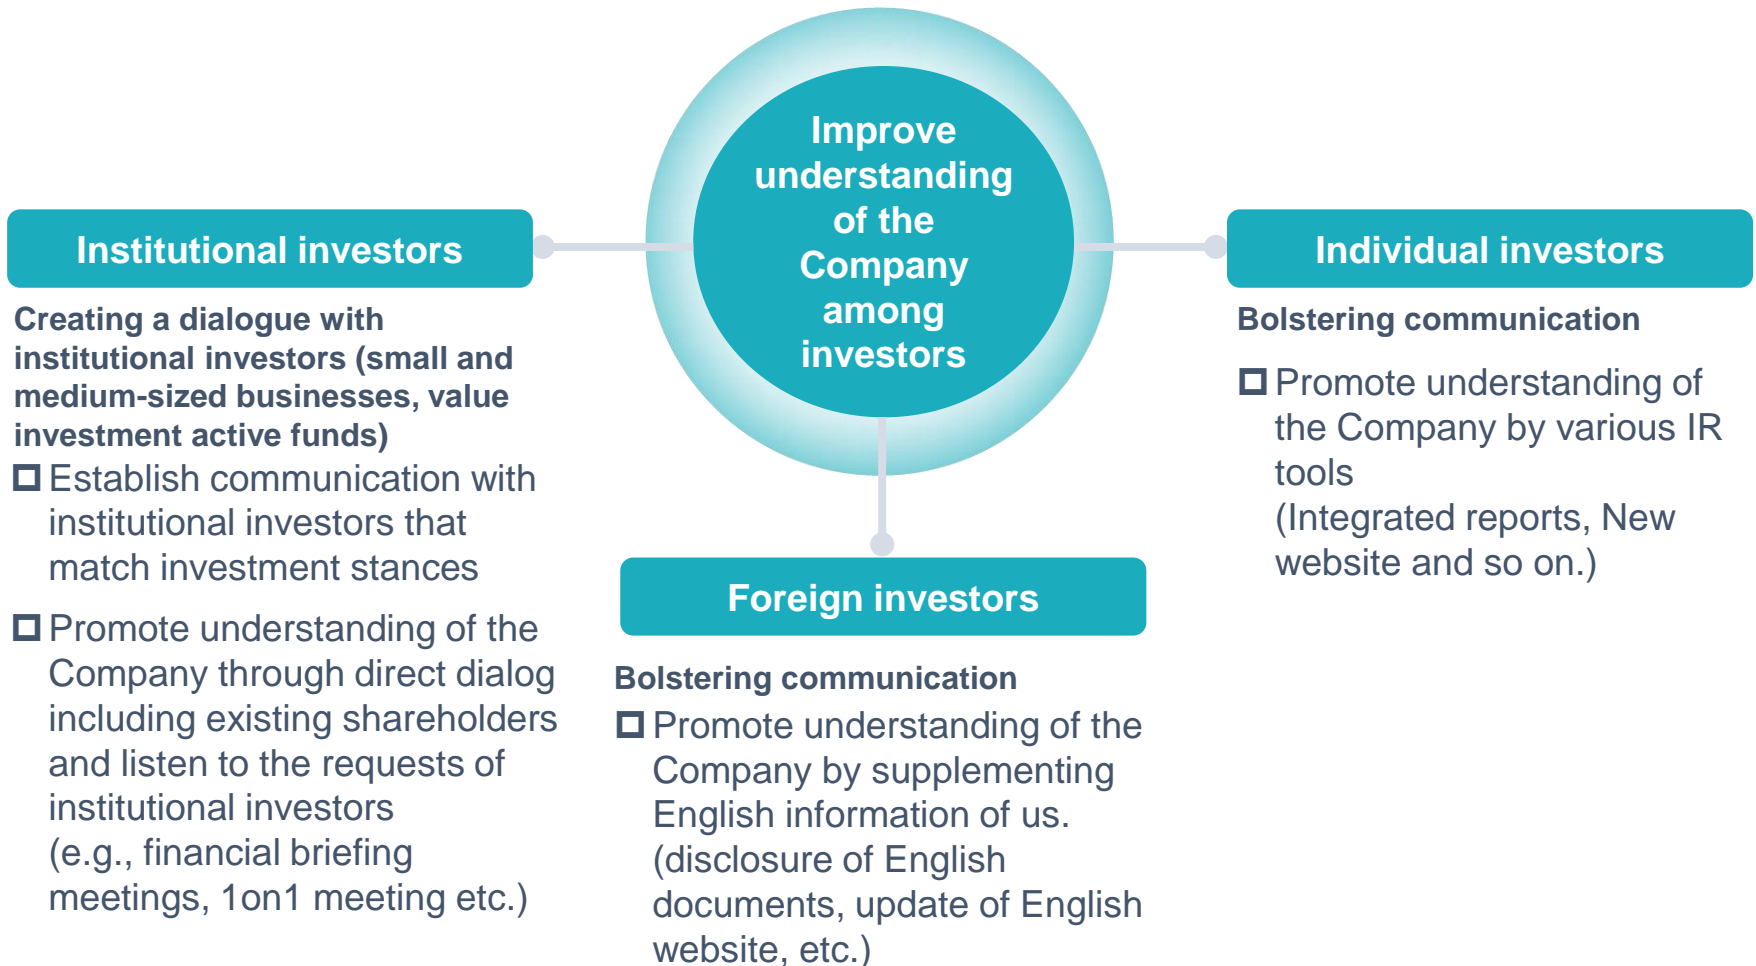 Improve
understanding
of the
Company
among
investors
Institutional investors
Creating a dialogue with
institutional investors (small and
medium-sized businesses, value
investment active funds)
Establish communication with
institutional investors that
match investment stances
Promote understanding of the
Company through direct dialog
including existing shareholders
and listen to the requests of
institutional investors
(e.g., financial briefing
meetings, 1on1 meeting etc.)
Foreign investors
Bolstering communication
Promote understanding of the
Company by supplementing
English information of us.
(disclosure of English
documents, update of English
website, etc.)
Individual investors
Bolstering communication
Promote understanding of
the Company by various IR
tools
(Integrated reports, New
website and so on.)